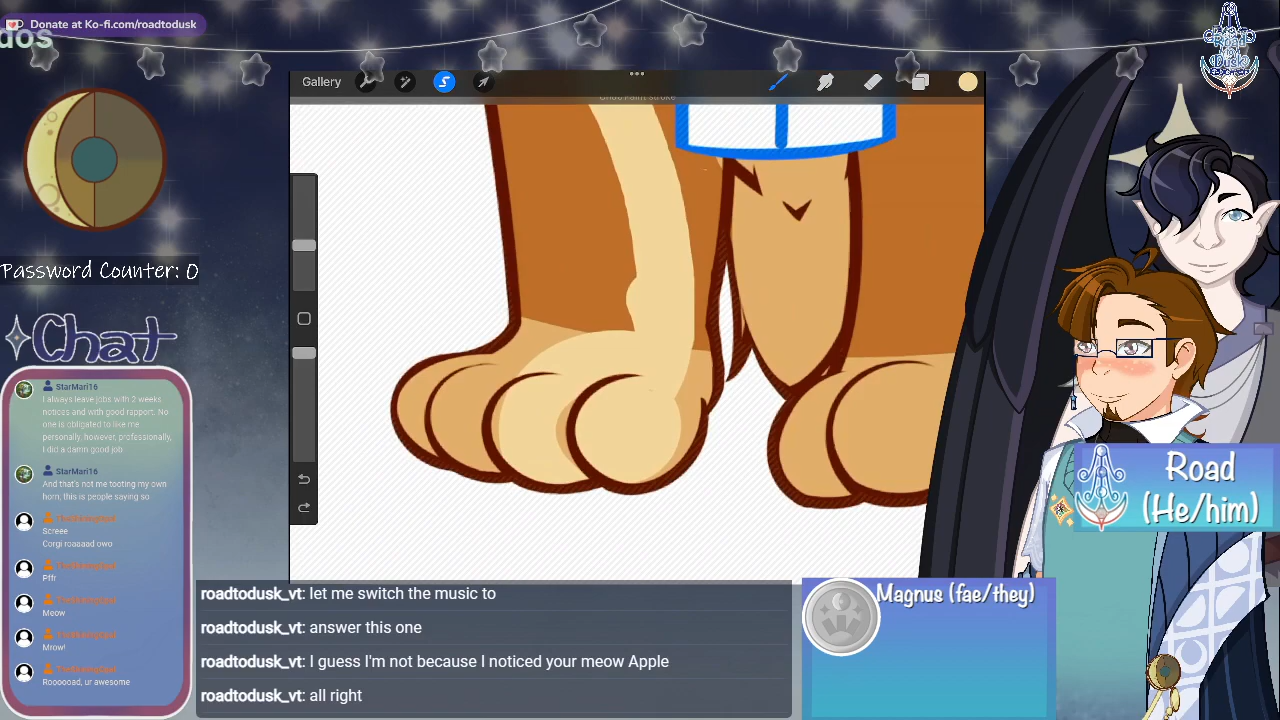 Donate at Ko-fi.com/roadtodusk
dos
Gallery
Password Counter: 0
Chat
StarMari16
I always leave jobs with 2 weeks
notices and with good rapport. No
one is obligated to like me
personally, however, professionally,
I did a damn good job
StarMari16
And that's not me tooting my own
horn, this is people saying so
Screee
Corgi roaaaad owo
Pffr
Meow
Mrow!
Roooooad, ur awesome
roadtodusk_vt: let me switch the music to
roadtodusk_vt: answer this one
roadtodusk_vt: I guess I'm not because I noticed your meow Apple
roadtodusk_vt: all right
Road
to
Dusk
Road
(He/him)
Magnus (fae/they)